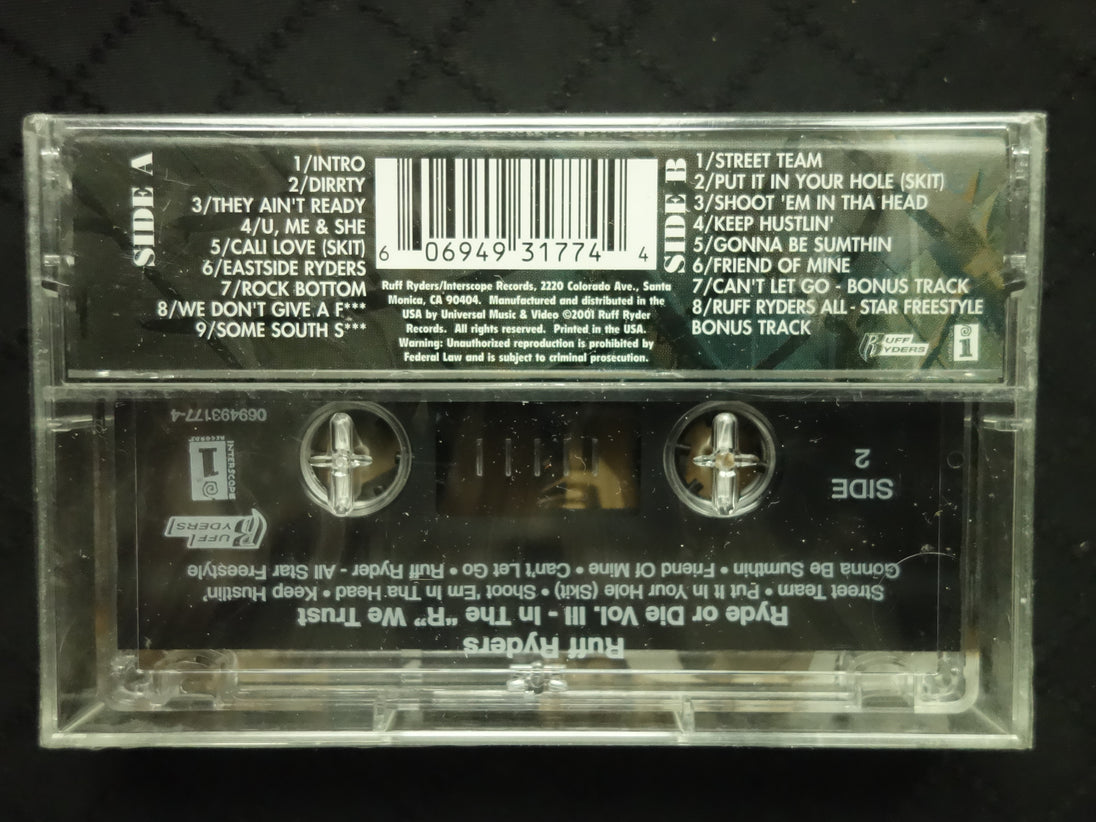 SIDE A
1/INTRO
2/DIRRTY
3/THEY AIN'T READY
4/U, ME & SHE
5/CALI LOVE (SKIT)
6/EASTSIDE RYDERS
7/ROCK BOTTOM
8/WE DON'T GIVE A F***
9/SOME SOUTH S***
6 06949 31774 4
Ruff Ryders/Interscope Records, 2220 Colorado Ave., Santa
Monica, CA 90404. Manufactured and distributed in the
USA by Universal Music & Video ©2001 Ruff Ryder
Records. All rights reserved. Printed in the USA.
Warning: Unauthorized reproduction is prohibited by
Federal Law and is subject to criminal prosecution.
SIDE B
1/STREET TEAM
2/PUT IT IN YOUR HOLE (SKIT)
3/SHOOT 'EM IN THA HEAD
4/KEEP HUSTLIN'
5/GONNA BE SUMTHIN
6/FRIEND OF MINE
7/CAN'T LET GO - BONUS TRACK
8/RUFF RYDERS ALL - STAR FREESTYLE
BONUS TRACK
RUFF
RYDERS
i
Ruff Ryders
Ryde or Die Vol. III - In The "R" We Trust
Street Team • Put It In Your Hole (Skit) • Shoot 'Em In Tha Head • Keep Hustlin'
Gonna Be Sumthin • Friend Of Mine • Can't Let Go • Ruff Ryder - All Star Freestyle
SIDE
2
RUFF
RYDERS
INTERSCOPE
RECORDS
i
0694931774-4